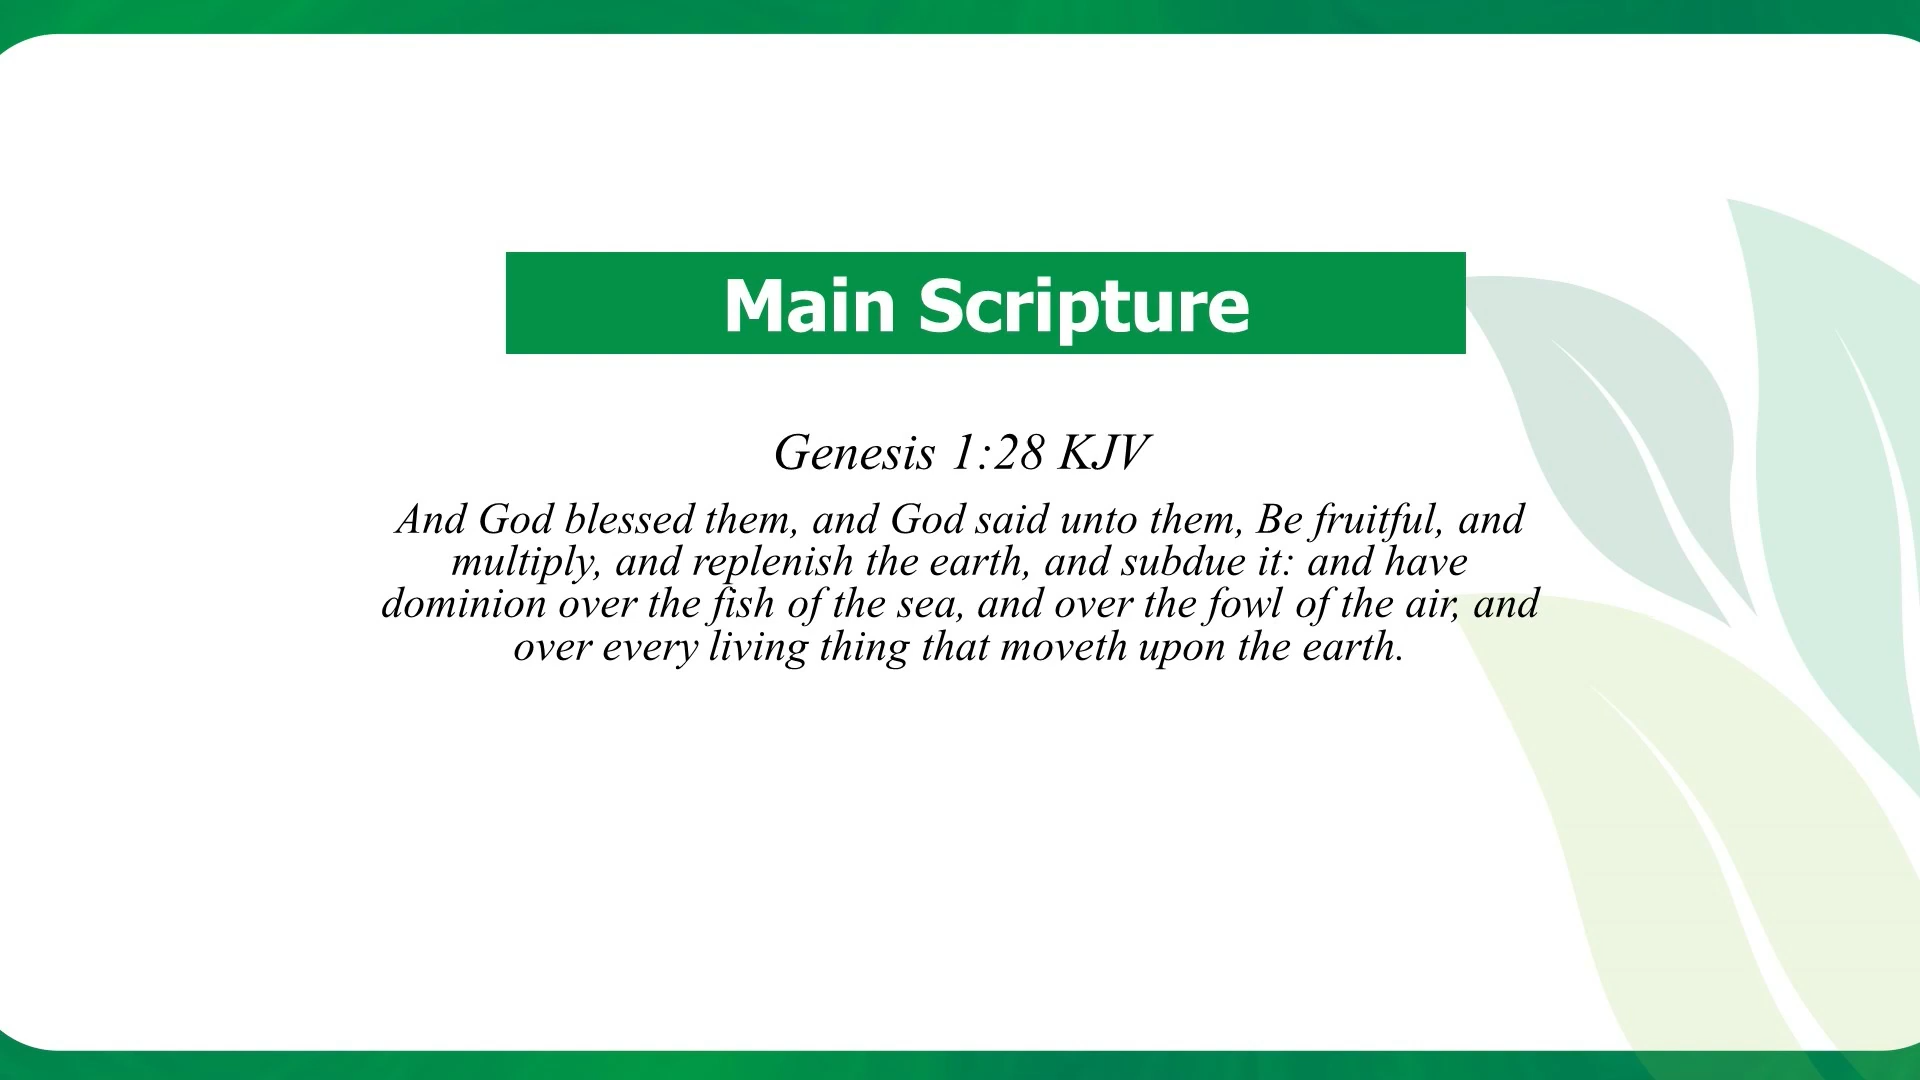 Main Scripture
Genesis 1:28 KJV
And God blessed them, and God said unto them, Be fruitful, and
multiply, and replenish the earth, and subdue it: and have
dominion over the fish of the sea, and over the fowl of the air, and
over every living thing that moveth upon the earth.